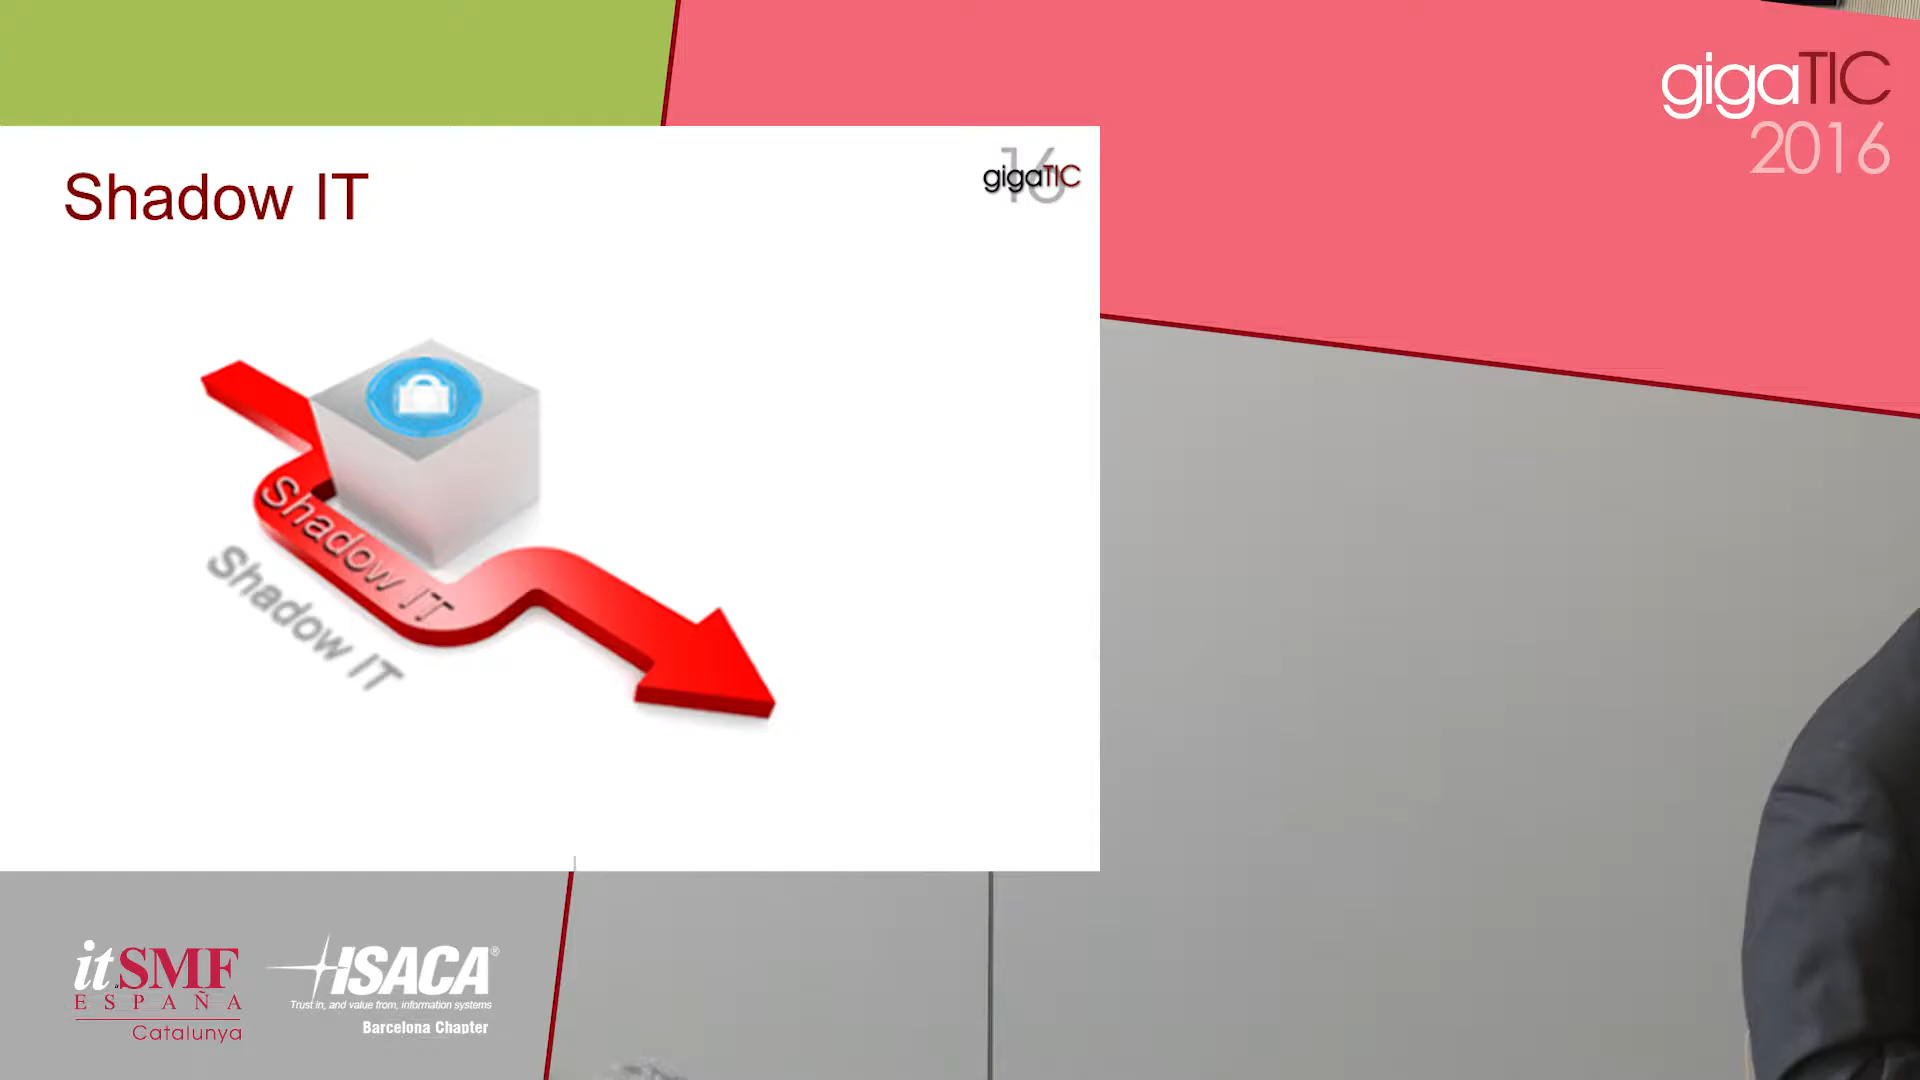 gigaTIC
2016
Shadow IT
16
gigaTIC
Shadow IT
Shadow IT
itSMF
ESPAÑA
Catalunya
ISACA®
Trust in, and value from, information systems
Barcelona Chapter